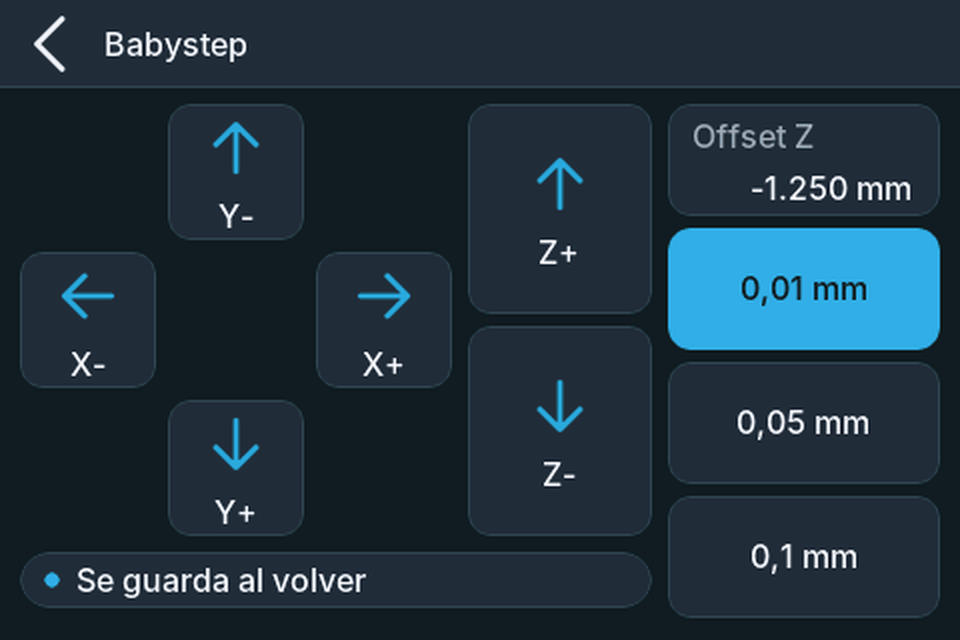 Babystep
Y-
X-
X+
Y+
Z+
Z-
Offset Z
-1.250 mm
0,01 mm
0,05 mm
0,1 mm
Se guarda al volver